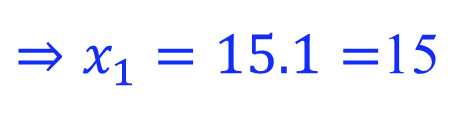 ⇒ x₁ = 15.1 =15